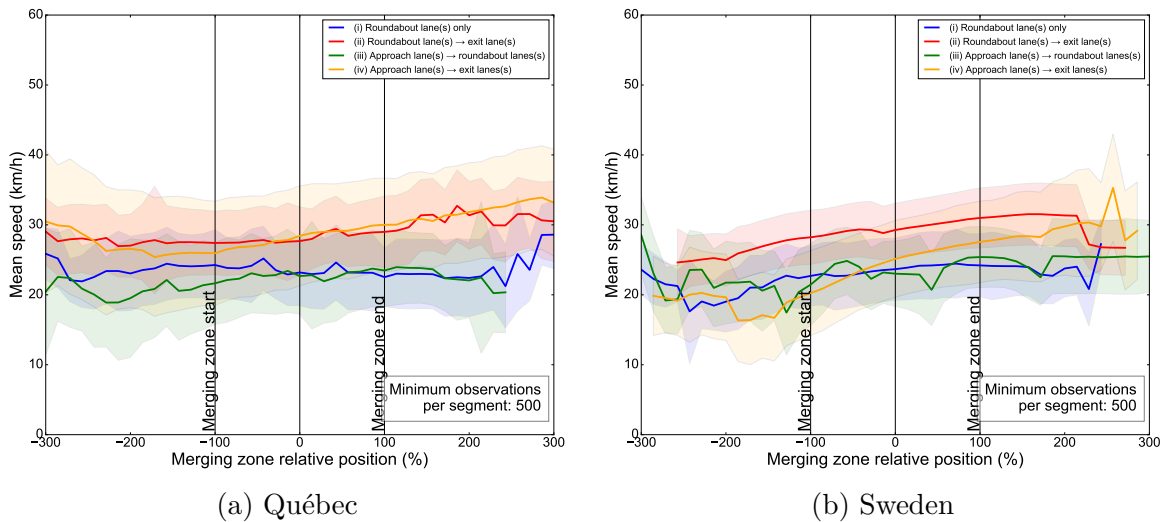 60
50
40
30
20
10
0
Mean speed (km/h)
(i) Roundabout lane(s) only
(ii) Roundabout lane(s) → exit lane(s)
(iii) Approach lane(s) → roundabout lanes(s)
(iv) Approach lane(s) → exit lanes(s)
Merging zone start
Merging zone end
Minimum observations
per segment: 500
−300 −200 −100 0 100 200 300
Merging zone relative position (%)
(a) Québec
60
50
40
30
20
10
0
Mean speed (km/h)
(i) Roundabout lane(s) only
(ii) Roundabout lane(s) → exit lane(s)
(iii) Approach lane(s) → roundabout lanes(s)
(iv) Approach lane(s) → exit lanes(s)
Merging zone start
Merging zone end
Minimum observations
per segment: 500
−300 −200 −100 0 100 200 300
Merging zone relative position (%)
(b) Sweden